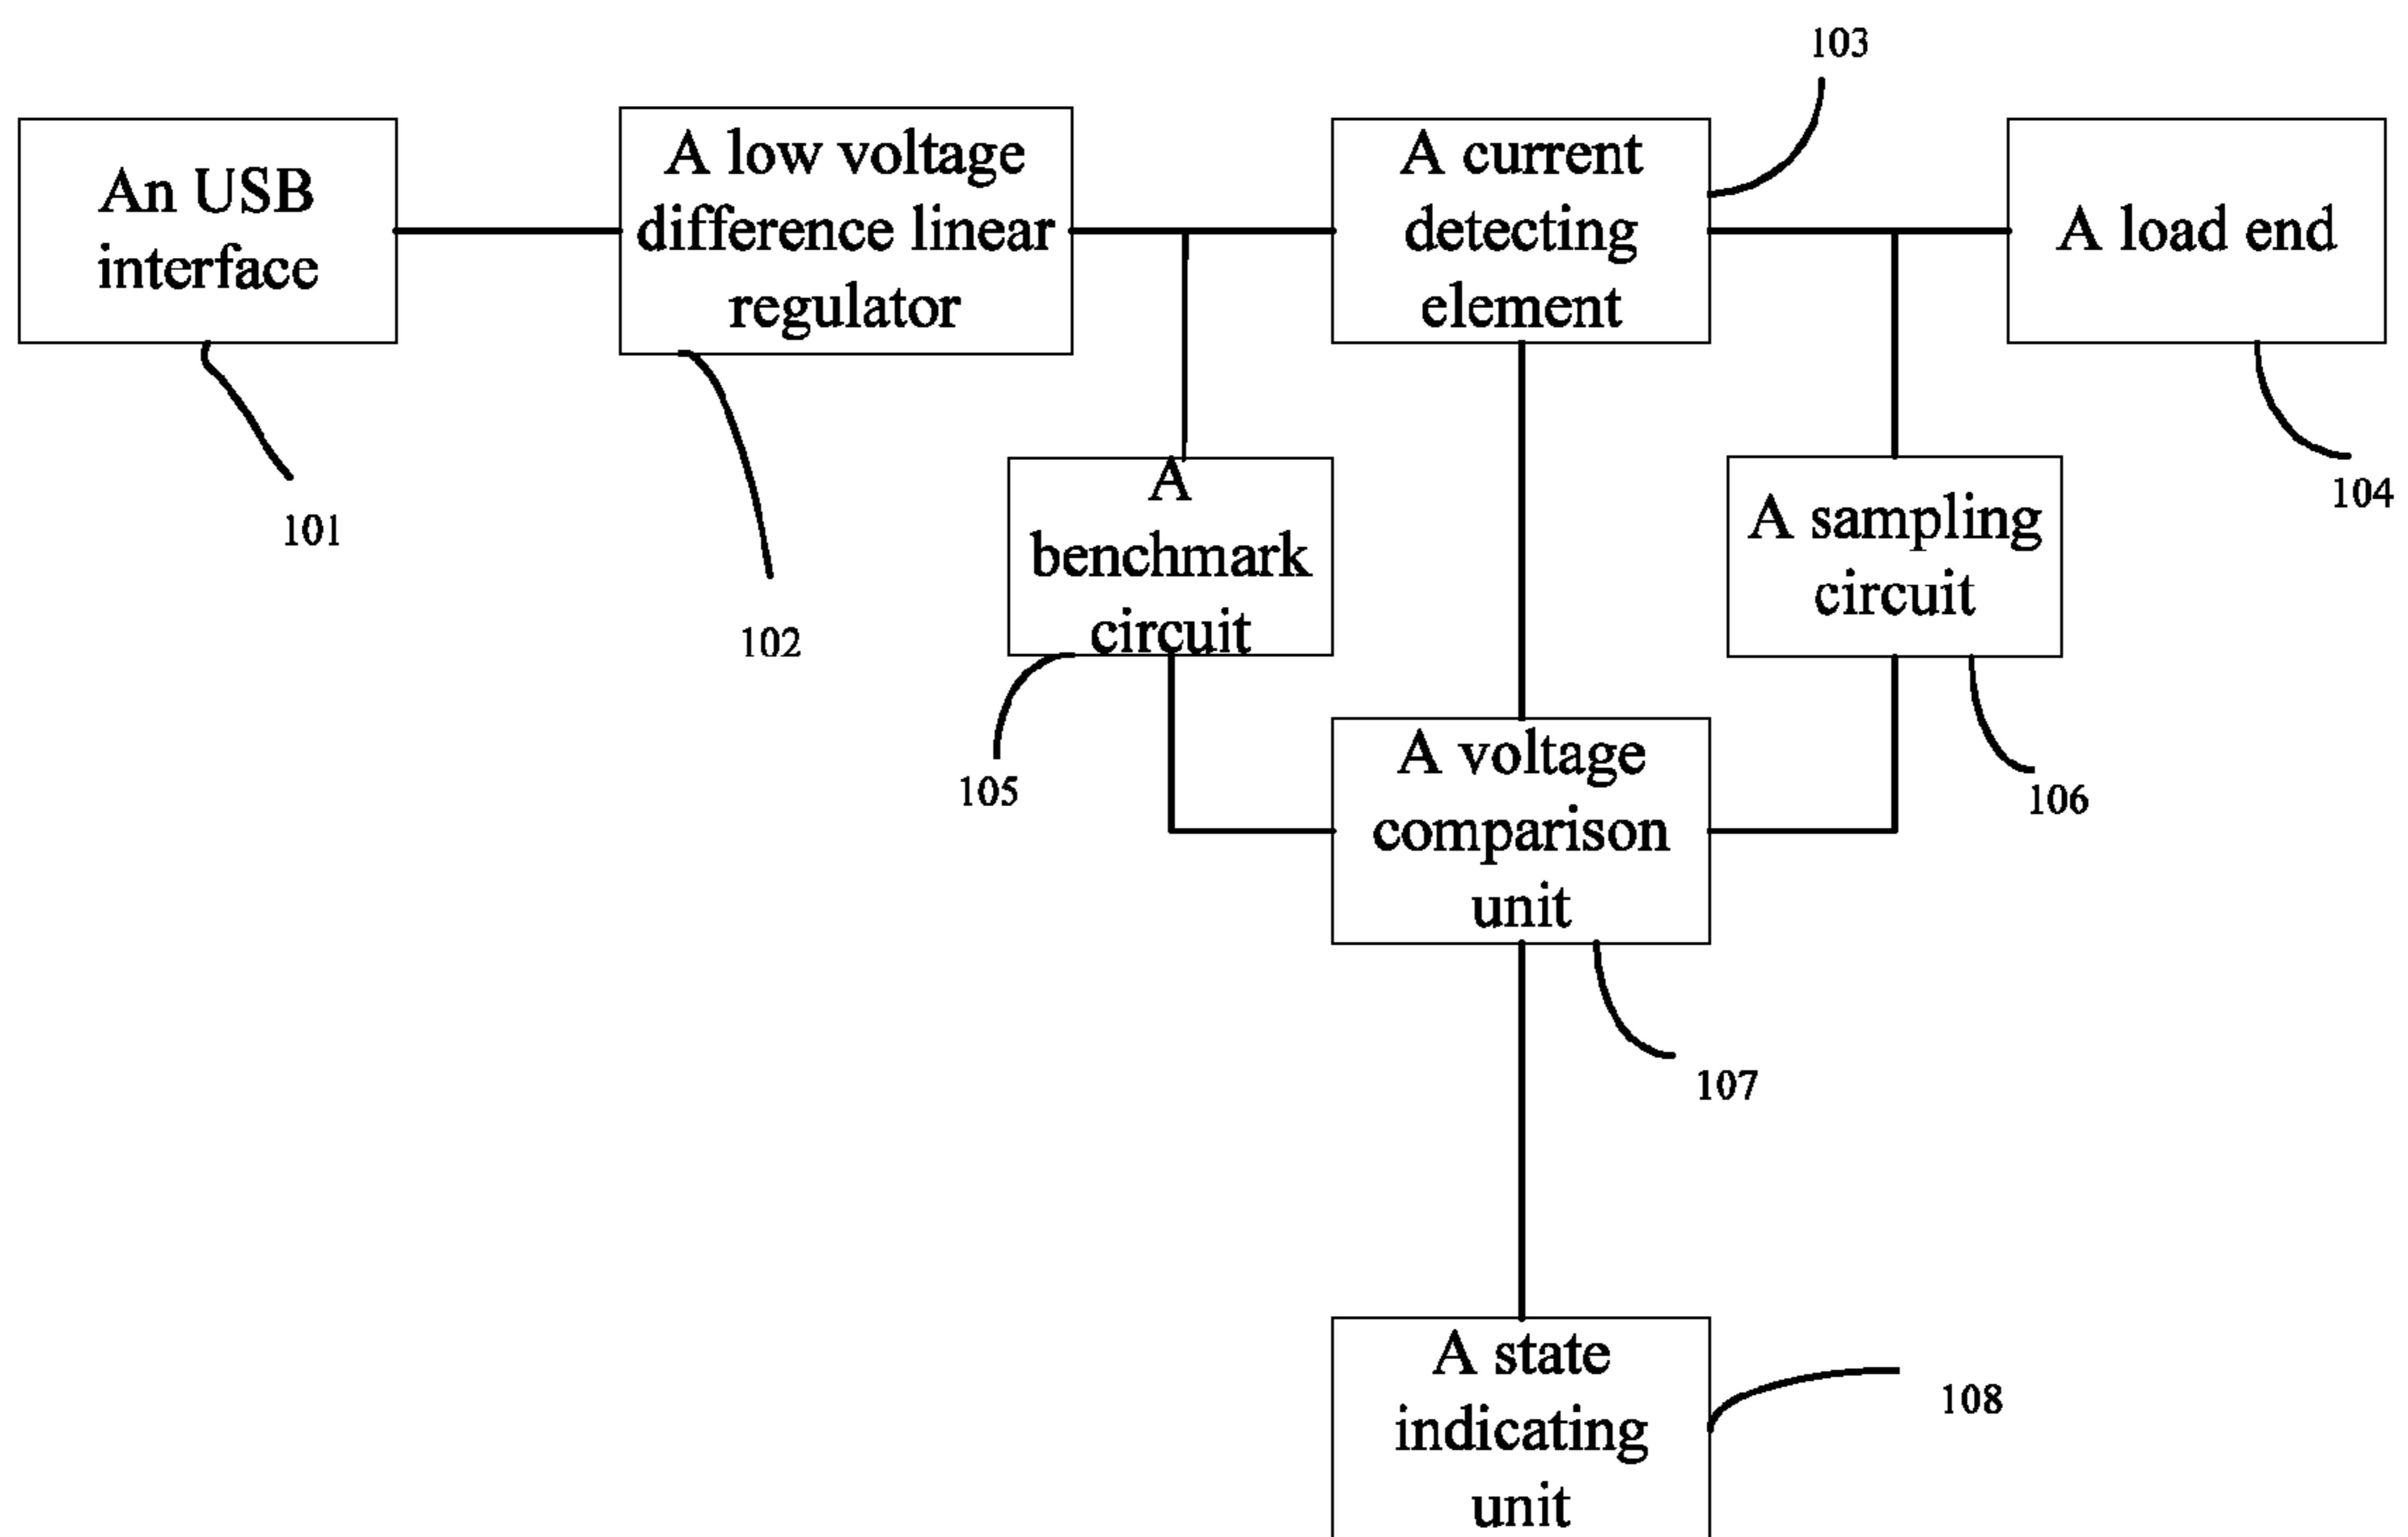 103
An USB
interface
A low voltage
difference linear
regulator
A current
detecting
element
A load end
101
102
104
A
benchmark
circuit
A sampling
circuit
105
106
A voltage
comparison
unit
107
A state
indicating
unit
108